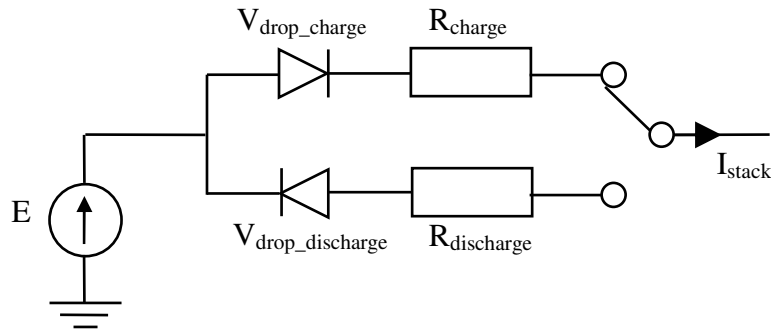 V_drop_charge
R_charge
I_stack
E
V_drop_discharge
R_discharge